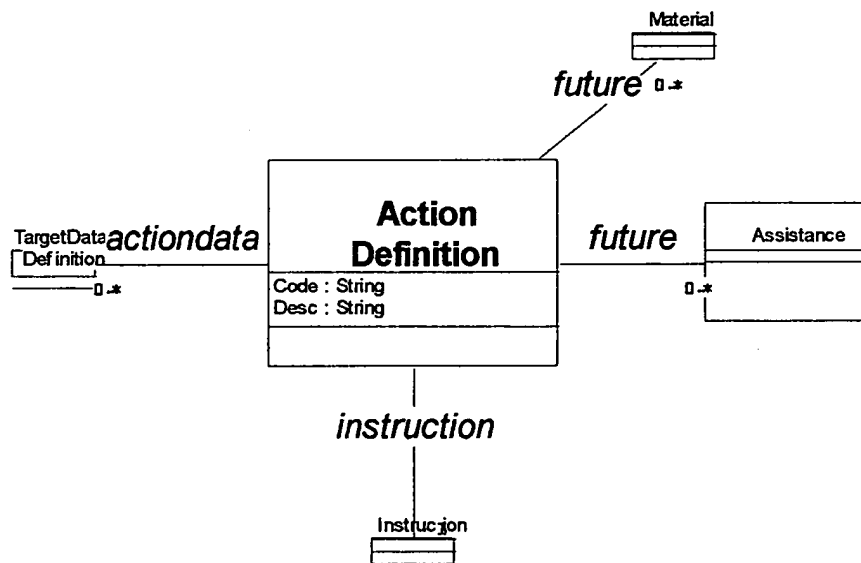 Material
future 0..*
Action
Definition
TargetData
Definition
actiondata
future
Assistance
Code : String
Desc : String
0..*
0..*
instruction
Instruction